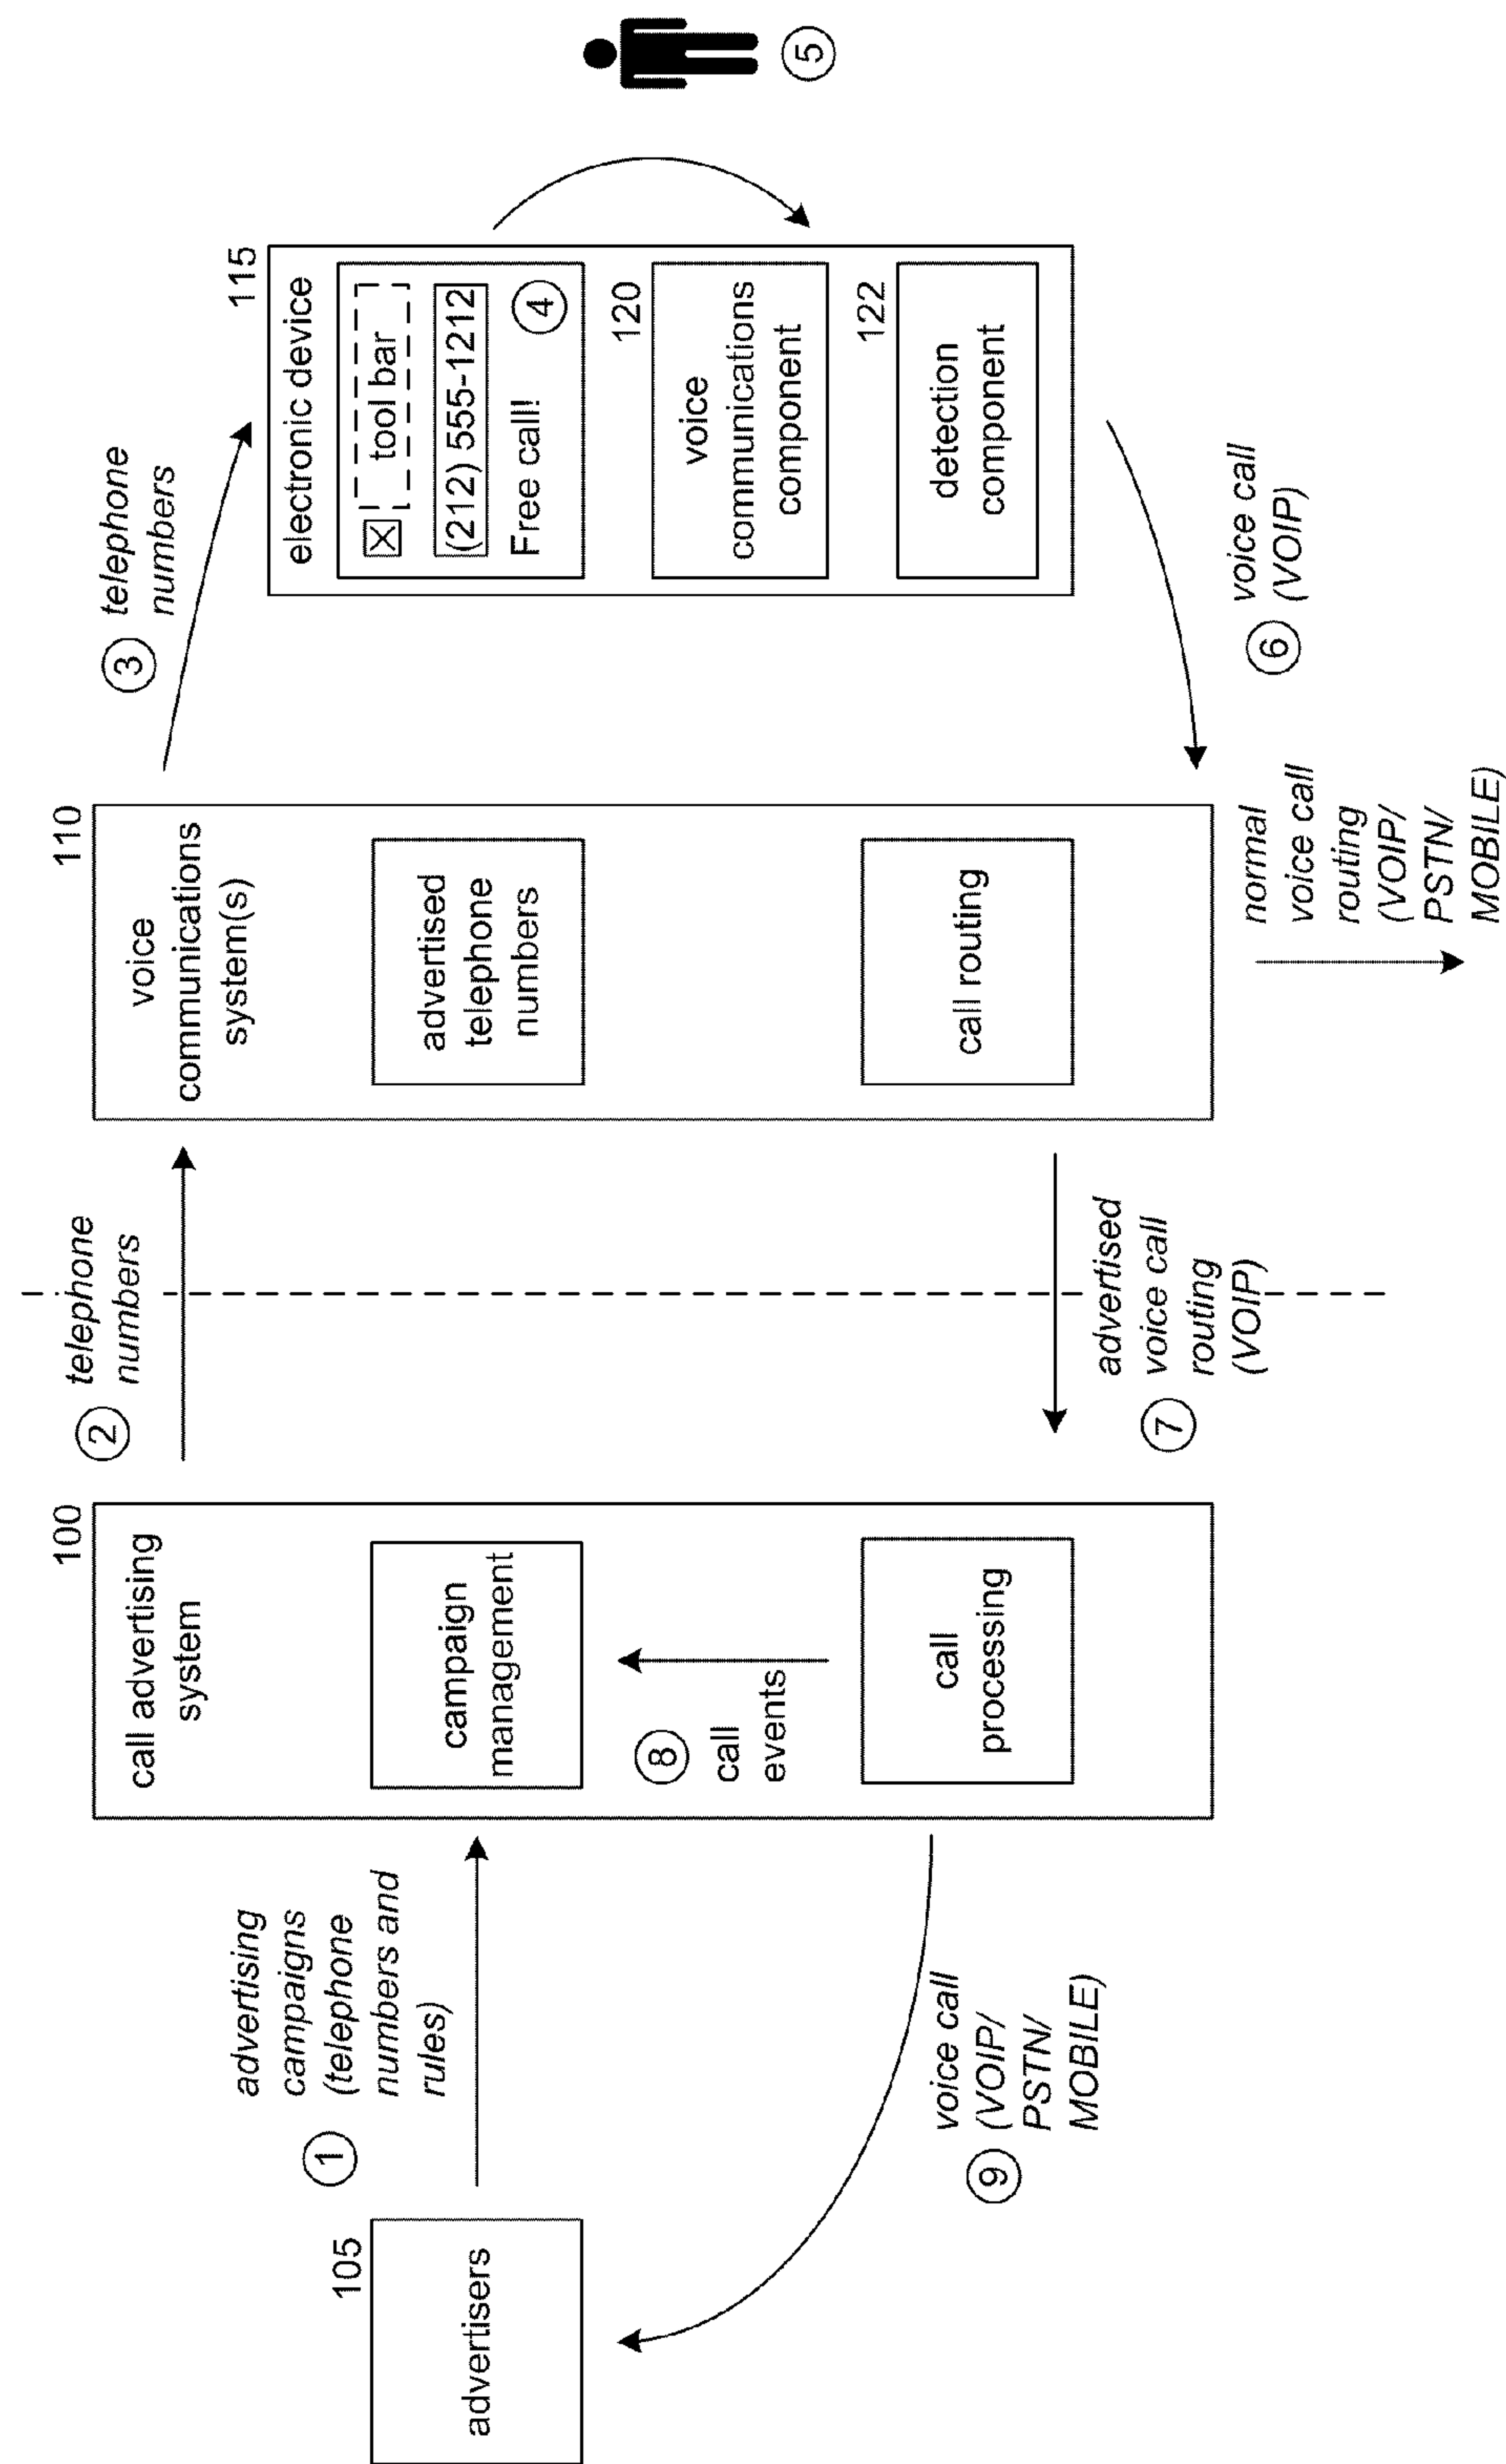 105
advertisers
1
advertising
campaigns
(telephone
numbers and
rules)
9
voice call
(VOIP/
PSTN/
MOBILE)
100
call advertising
system
campaign
management
8
call
events
call
processing
2
telephone
numbers
7
advertised
voice call
routing
(VOIP)
110
voice
communications
system(s)
advertised
telephone
numbers
call routing
normal
voice call
routing
(VOIP/
PSTN/
MOBILE)
3
telephone
numbers
6
voice call
(VOIP)
115
electronic device
tool bar
(212) 555-1212
Free call!
4
120
voice
communications
component
122
detection
component
5